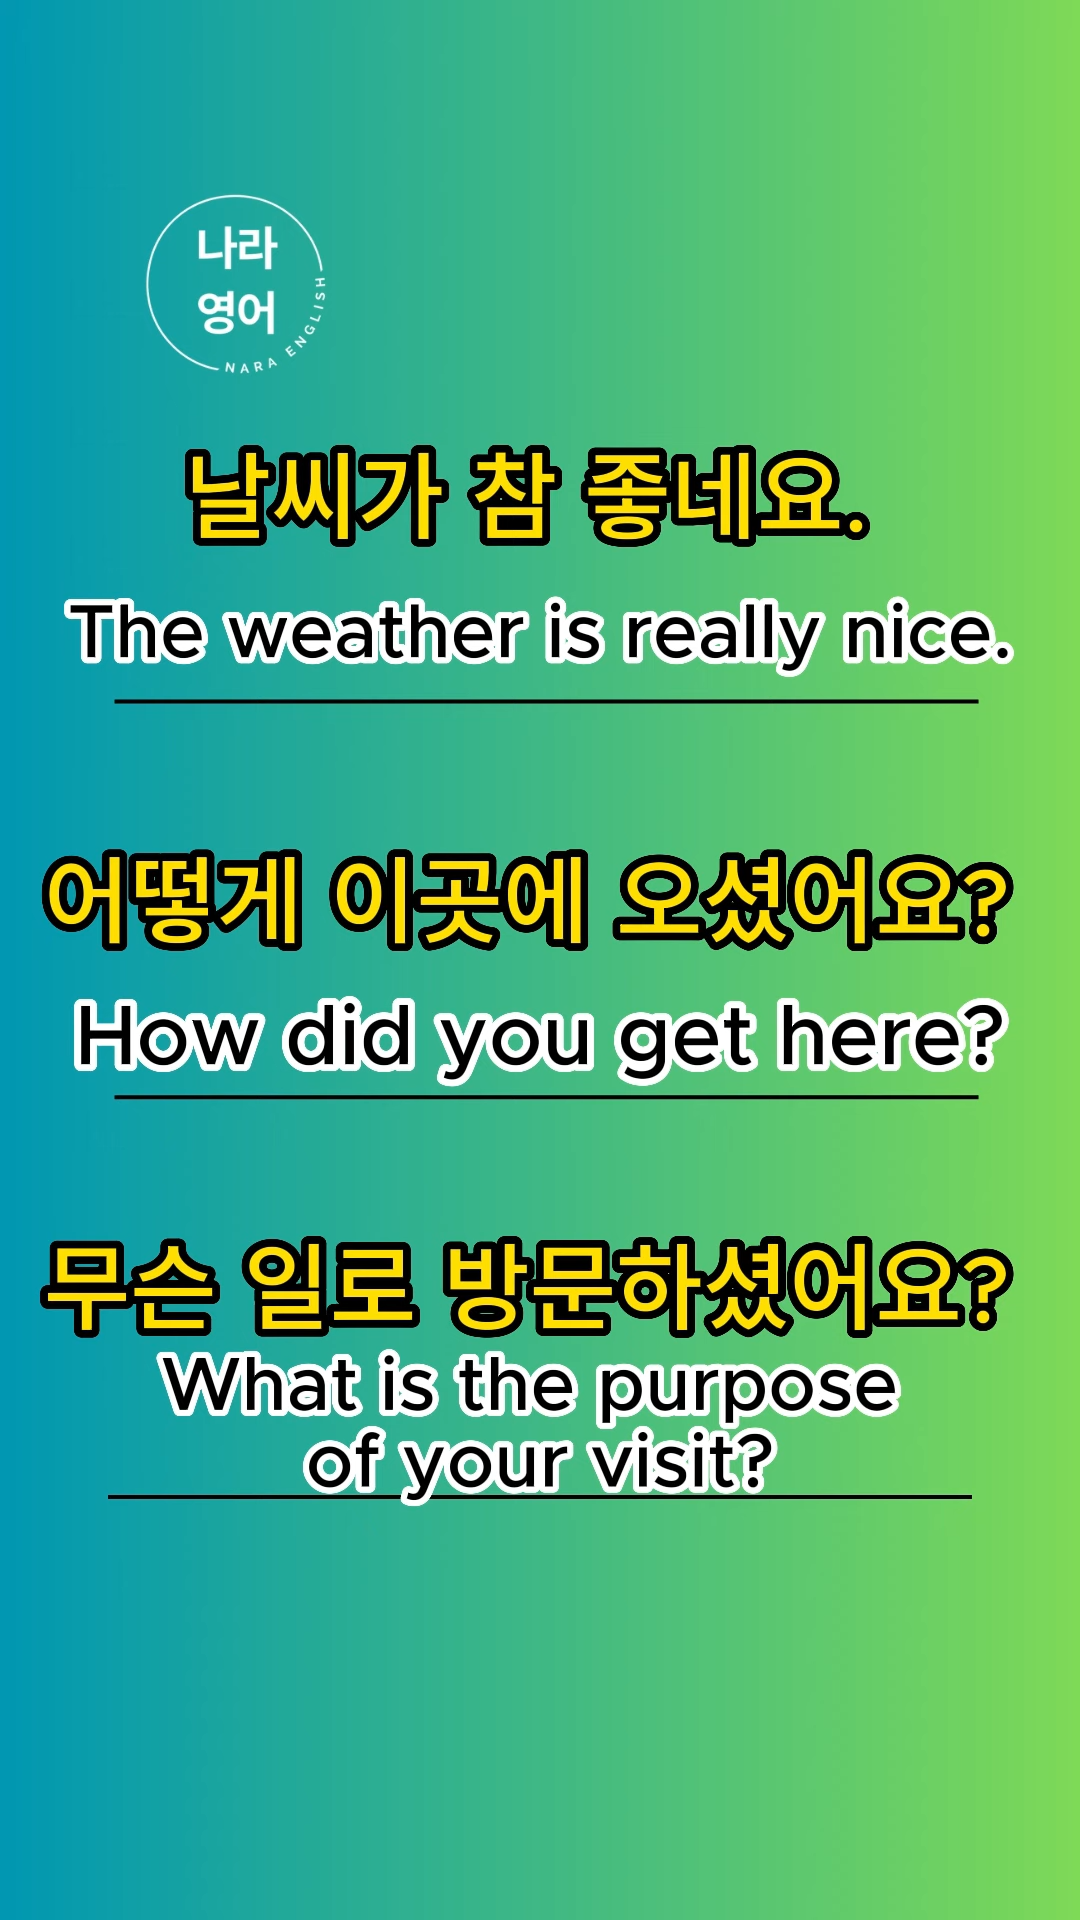 나라
영어
NARA ENGLISH
날씨가 참 좋네요.
The weather is really nice.
어떻게 이곳에 오셨어요?
How did you get here?
무슨 일로 방문하셨어요?
What is the purpose
of your visit?